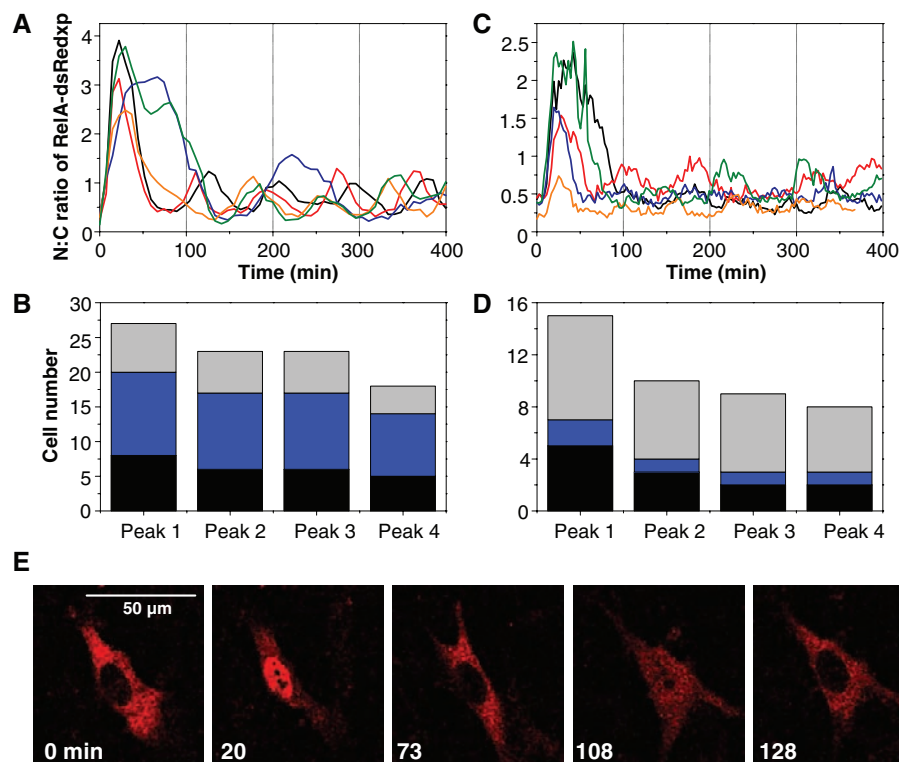 A
N:C ratio of RelA-dsRedxp
4
3
2
1
0
0 100 200 300 400
Time (min)
C
2.5
2
1.5
1
0.5
0
0 100 200 300 400
Time (min)
B
Cell number
30
25
20
15
10
5
0
Peak 1 Peak 2 Peak 3 Peak 4
D
16
12
8
4
0
Peak 1 Peak 2 Peak 3 Peak 4
E
50 µm
0 min 20 73 108 128